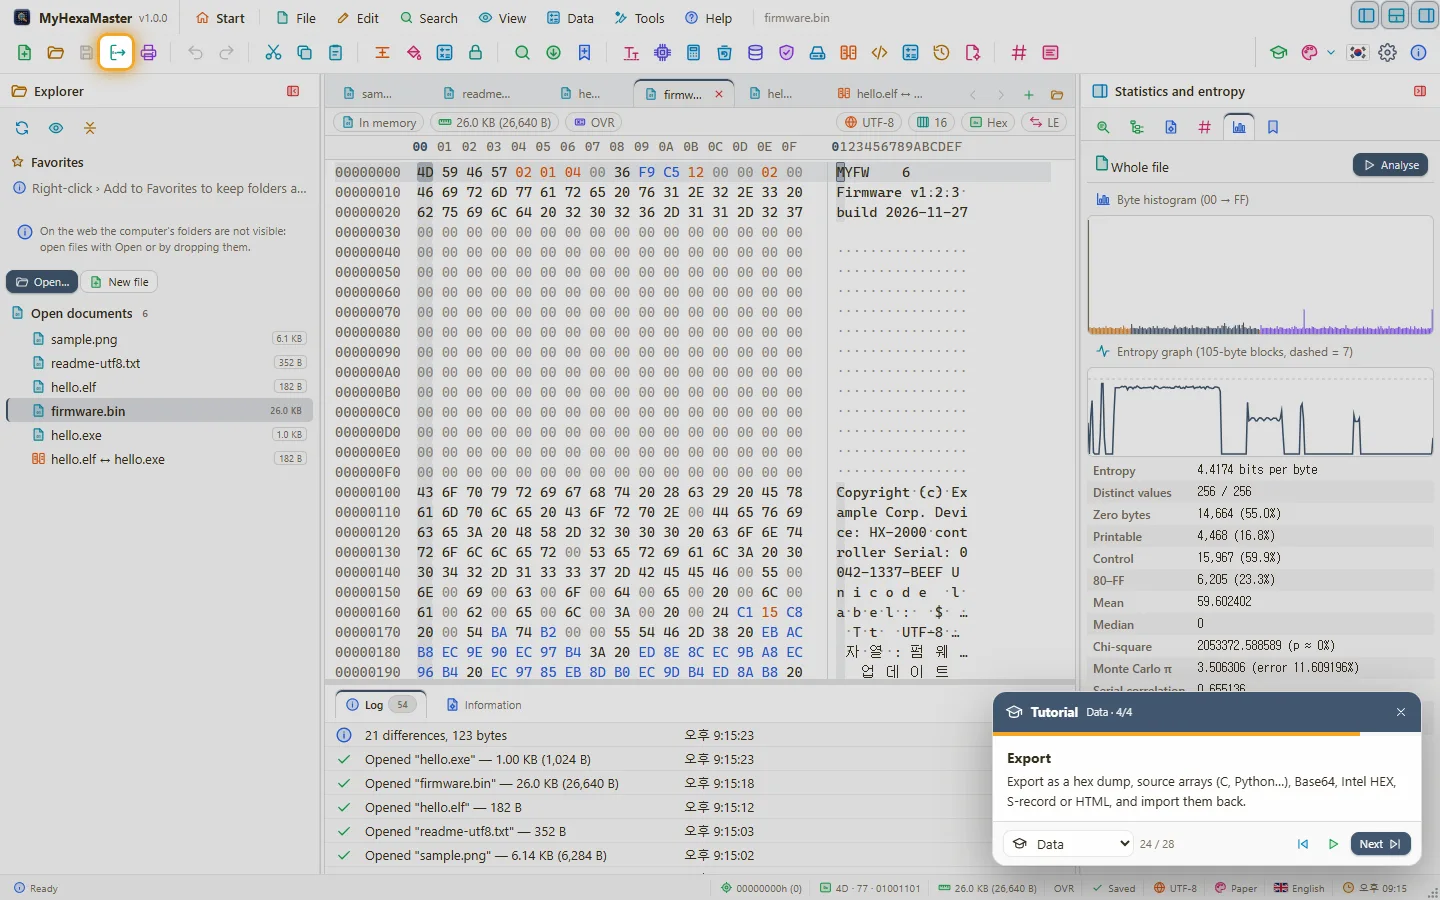 MyHexaMaster v1.0.0 Start File Edit Search View Data Tools Help firmware.bin
Explorer
Favorites
Right-click › Add to Favorites to keep folders a...
On the web the computer's folders are not visible:
open files with Open or by dropping them.
Open... New file
Open documents 6
sample.png 6.1 KB
readme-utf8.txt 352 B
hello.elf 182 B
firmware.bin 26.0 KB
hello.exe 1.0 KB
hello.elf ↔ hello.exe 182 B
sam... readme... he... firmw... hel... hello.elf ↔ ...
In memory 26.0 KB (26,640 B) OVR UTF-8 16 Hex LE
00 01 02 03 04 05 06 07 08 09 0A 0B 0C 0D 0E 0F 0123456789ABCDEF
00000000 4D 59 46 57 02 01 04 00 36 F9 C5 12 00 00 02 00 MYFW 6
00000010 46 69 72 6D 77 61 72 65 20 76 31 2E 32 2E 33 20 Firmware v1.2.3·
00000020 62 75 69 6C 64 20 32 30 32 36 2D 31 31 2D 32 37 build 2026-11-27
00000030 00 00 00 00 00 00 00 00 00 00 00 00 00 00 00 00
00000040 00 00 00 00 00 00 00 00 00 00 00 00 00 00 00 00 ················
00000050 00 00 00 00 00 00 00 00 00 00 00 00 00 00 00 00 ················
00000060 00 00 00 00 00 00 00 00 00 00 00 00 00 00 00 00 ················
00000070 00 00 00 00 00 00 00 00 00 00 00 00 00 00 00 00 ················
00000080 00 00 00 00 00 00 00 00 00 00 00 00 00 00 00 00 ················
00000090 00 00 00 00 00 00 00 00 00 00 00 00 00 00 00 00 ················
000000A0 00 00 00 00 00 00 00 00 00 00 00 00 00 00 00 00 ················
000000B0 00 00 00 00 00 00 00 00 00 00 00 00 00 00 00 00 ················
000000C0 00 00 00 00 00 00 00 00 00 00 00 00 00 00 00 00 ················
000000D0 00 00 00 00 00 00 00 00 00 00 00 00 00 00 00 00 ················
000000E0 00 00 00 00 00 00 00 00 00 00 00 00 00 00 00 00 ················
000000F0 00 00 00 00 00 00 00 00 00 00 00 00 00 00 00 00 ················
00000100 43 6F 70 79 72 69 67 68 74 20 28 63 29 20 45 78 Copyright·(c)·Ex
00000110 61 6D 70 6C 65 20 43 6F 72 70 2E 00 44 65 76 69 ample Corp. Devi
00000120 63 65 3A 20 48 58 2D 32 30 30 30 20 63 6F 6E 74 ce: HX-2000·cont
00000130 72 6F 6C 6C 65 72 00 53 65 72 69 61 6C 3A 20 30 roller Serial: 0
00000140 30 34 32 2D 31 33 33 37 2D 42 45 45 46 00 55 00 042-1337-BEEF U
00000150 6E 00 69 00 63 00 6F 00 64 00 65 00 20 00 6C 00 n i c o d e · l
00000160 61 00 62 00 65 00 6C 00 3A 00 20 00 24 C1 15 C8 a b e l : · $ …
00000170 20 00 54 BA 74 B2 00 00 55 54 46 2D 38 20 EB AC · T t · UTF-8 …
00000180 B8 EC 9E 90 EC 97 B4 3A 20 ED 8E 8C EC 9B A8 EC 자 영 : 펌 웨 …
00000190 96 B4 20 EC 97 85 EB 8D B0 EC 9D B4 ED 8A B8 20 업 데 이 트
Log 54 Information
21 differences, 123 bytes 오후 9:15:23
Opened "hello.exe" — 1.00 KB (1,024 B) 오후 9:15:23
Opened "firmware.bin" — 26.0 KB (26,640 B) 오후 9:15:18
Opened "hello.elf" — 182 B 오후 9:15:12
Opened "readme-utf8.txt" — 352 B 오후 9:15:03
Opened "sample.png" — 6.14 KB (6,284 B) 오후 9:15:02
Statistics and entropy
Whole file Analyse
Byte histogram (00 → FF)
Entropy graph (105-byte blocks, dashed = 7)
Entropy 4.4174 bits per byte
Distinct values 256 / 256
Zero bytes 14,664 (55.0%)
Printable 4,468 (16.8%)
Control 15,967 (59.9%)
80–FF 6,205 (23.3%)
Mean 59.602402
Median 0
Chi-square 2053372.588589 (p ≈ 0%)
Monte Carlo π 3.506306 (error 11.609196%)
Serial correlation 0.655136
Tutorial Data · 4/4
Export
Export as a hex dump, source arrays (C, Python...), Base64, Intel HEX,
S-record or HTML, and import them back.
Data 24 / 28 Next
Ready 00000000h (0) 4D · 77 · 01001101 26.0 KB (26,640 B) OVR Saved UTF-8 Paper English 오후 09:15